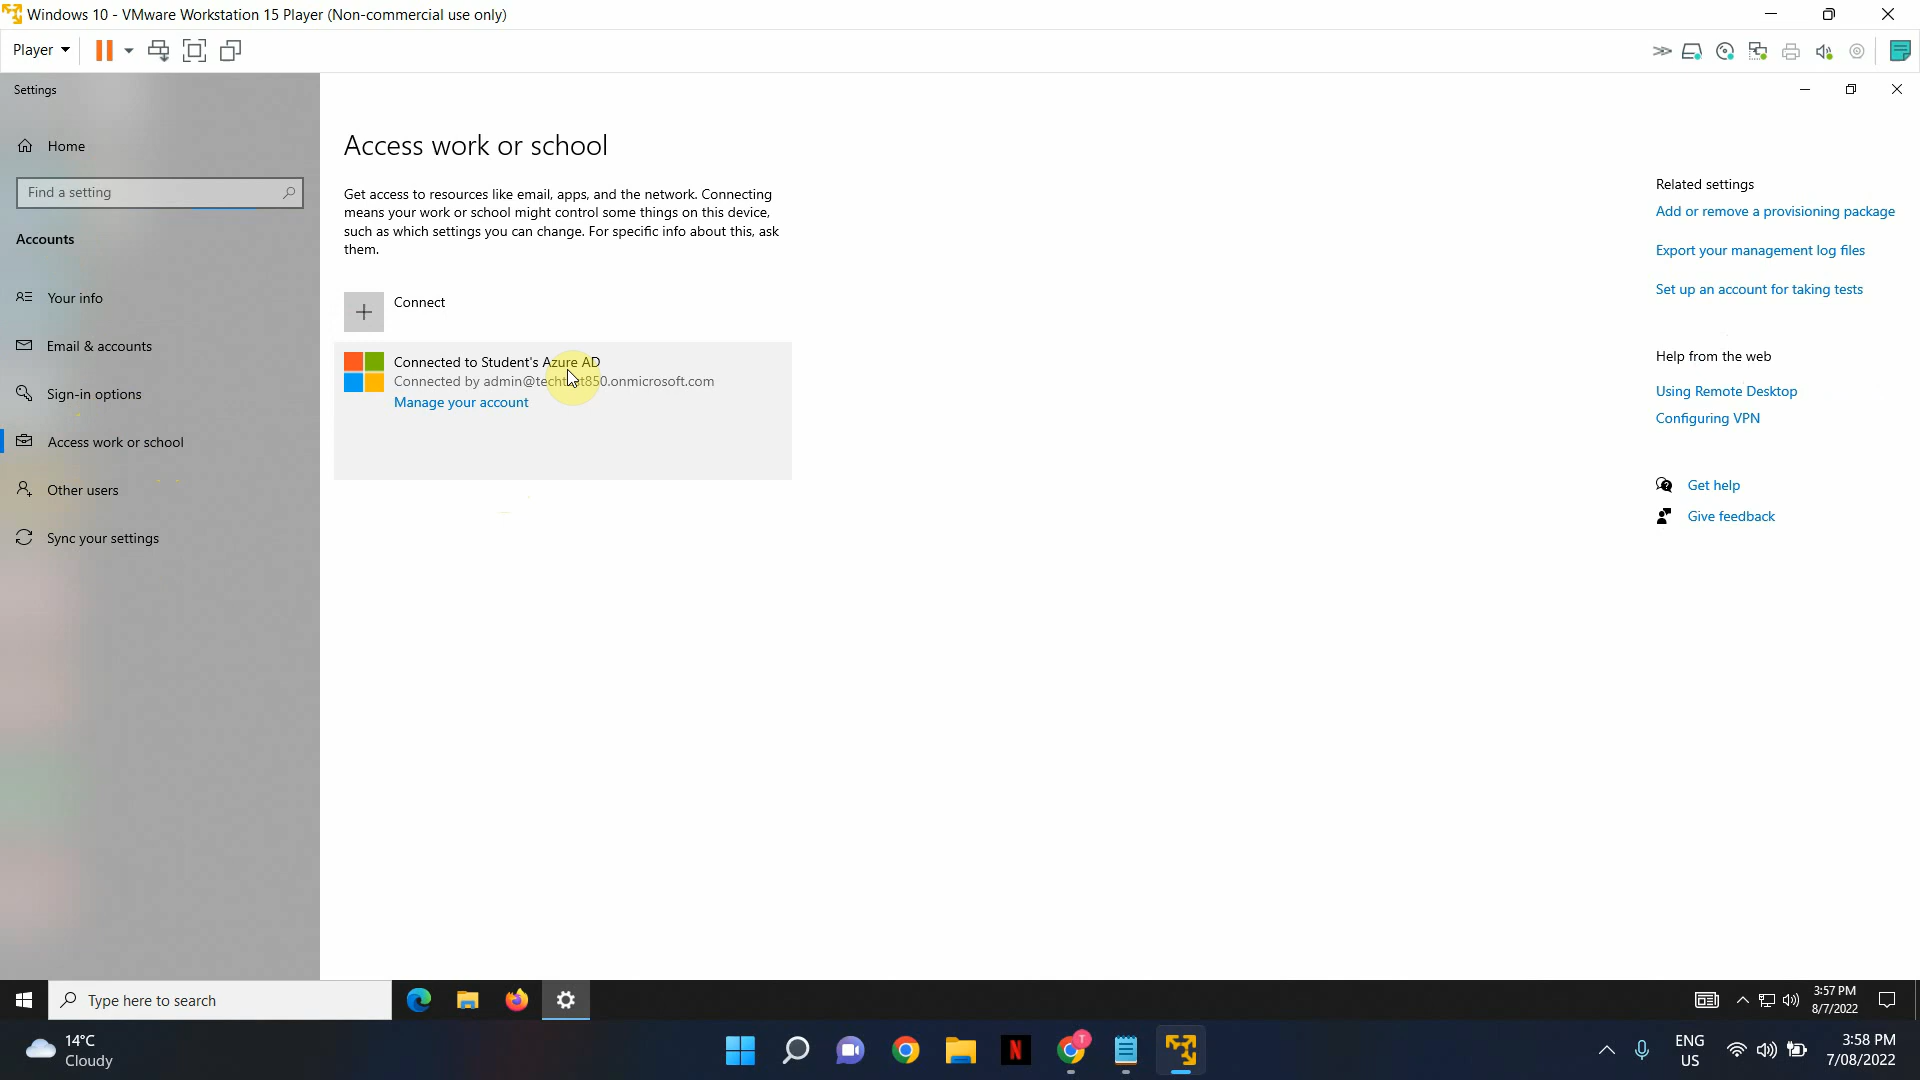 Windows 10 - VMware Workstation 15 Player (Non-commercial use only)
Player
Settings
Home
Find a setting
Accounts
Your info
Email & accounts
Sign-in options
Access work or school
Other users
Sync your settings
Access work or school
Get access to resources like email, apps, and the network. Connecting
means your work or school might control some things on this device,
such as which settings you can change. For specific info about this, ask
them.
Connect
Connected to Student's Azure AD
Connected by
Manage your account
Related settings
Add or remove a provisioning package
Export your management log files
Set up an account for taking tests
Help from the web
Using Remote Desktop
Configuring VPN
Get help
Give feedback
Type here to search
3:57 PM
8/7/2022
14°C
Cloudy
N
T
ENG
US
3:58 PM
7/08/2022